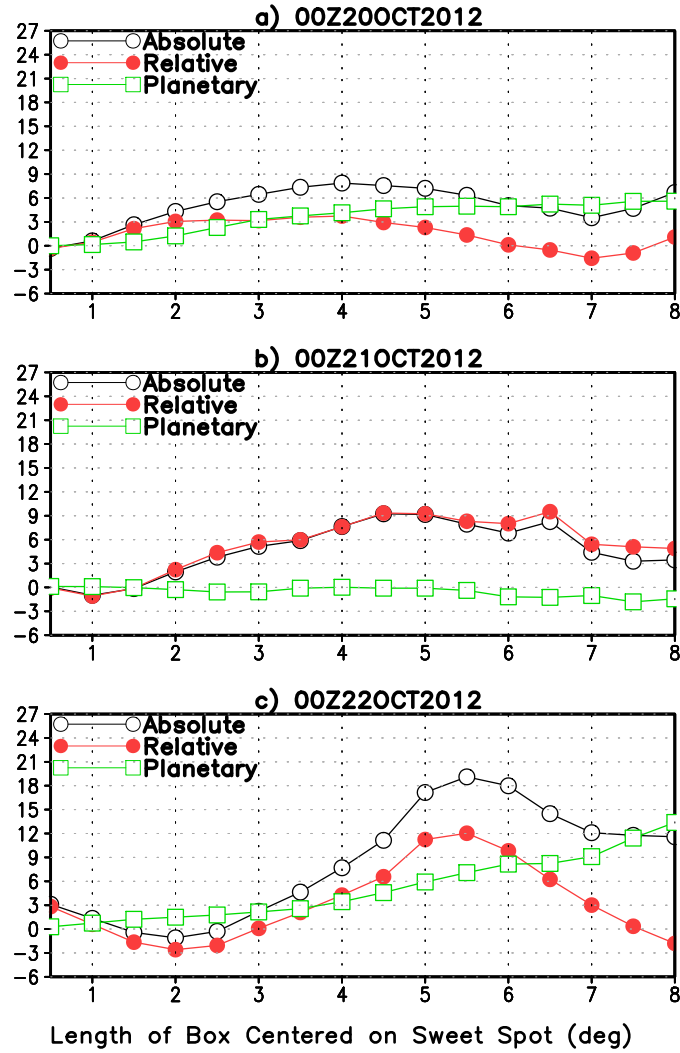 a) 00Z20OCT2012
27
24
21
18
15
12
9
6
3
0
-3
-6
Absolute
Relative
Planetary
1 2 3 4 5 6 7 8
b) 00Z21OCT2012
27
24
21
18
15
12
9
6
3
0
-3
-6
Absolute
Relative
Planetary
1 2 3 4 5 6 7 8
c) 00Z22OCT2012
27
24
21
18
15
12
9
6
3
0
-3
-6
Absolute
Relative
Planetary
1 2 3 4 5 6 7 8
Length of Box Centered on Sweet Spot (deg)